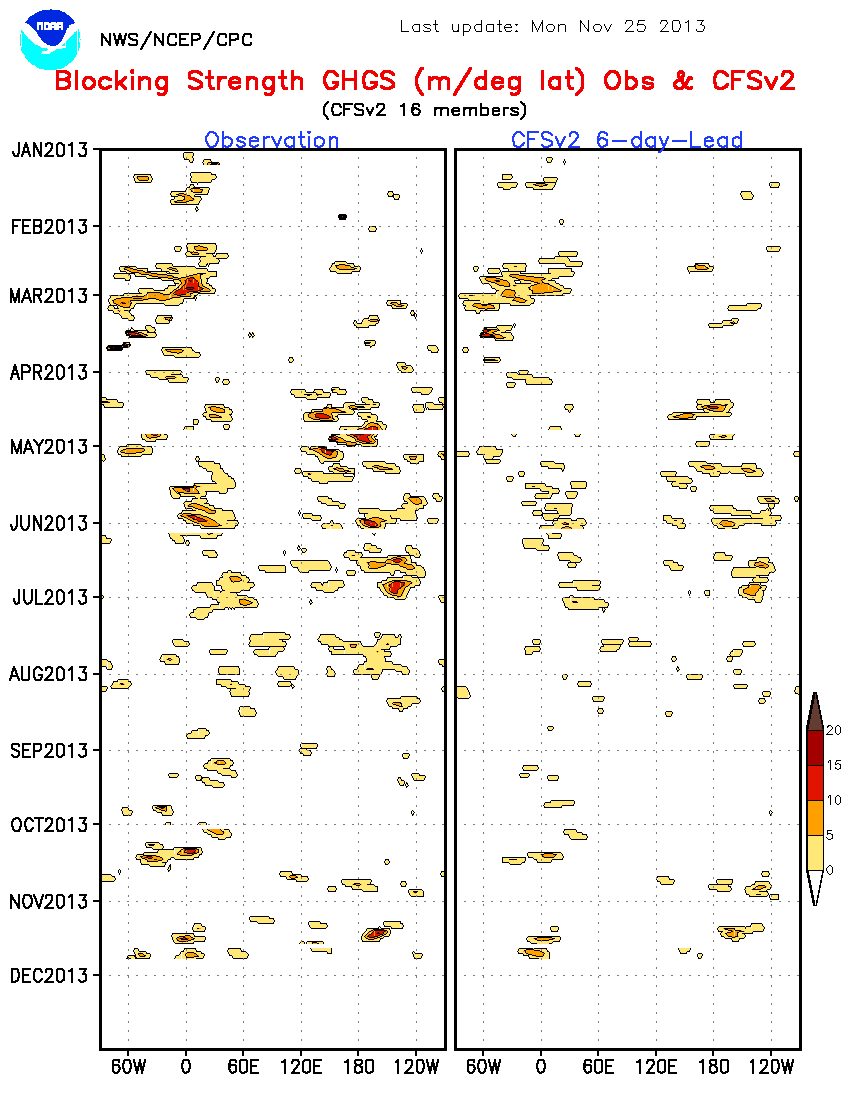 NOAA
NWS/NCEP/CPC
Last update: Mon Nov 25 2013
Blocking Strength GHGS (m/deg lat) Obs & CFSv2
(CFSv2 16 members)
Observation
CFSv2 6-day-Lead
JAN2013
FEB2013
MAR2013
APR2013
MAY2013
JUN2013
JUL2013
AUG2013
SEP2013
OCT2013
NOV2013
DEC2013
20
15
10
5
0
60W 0 60E 120E 180 120W
60W 0 60E 120E 180 120W